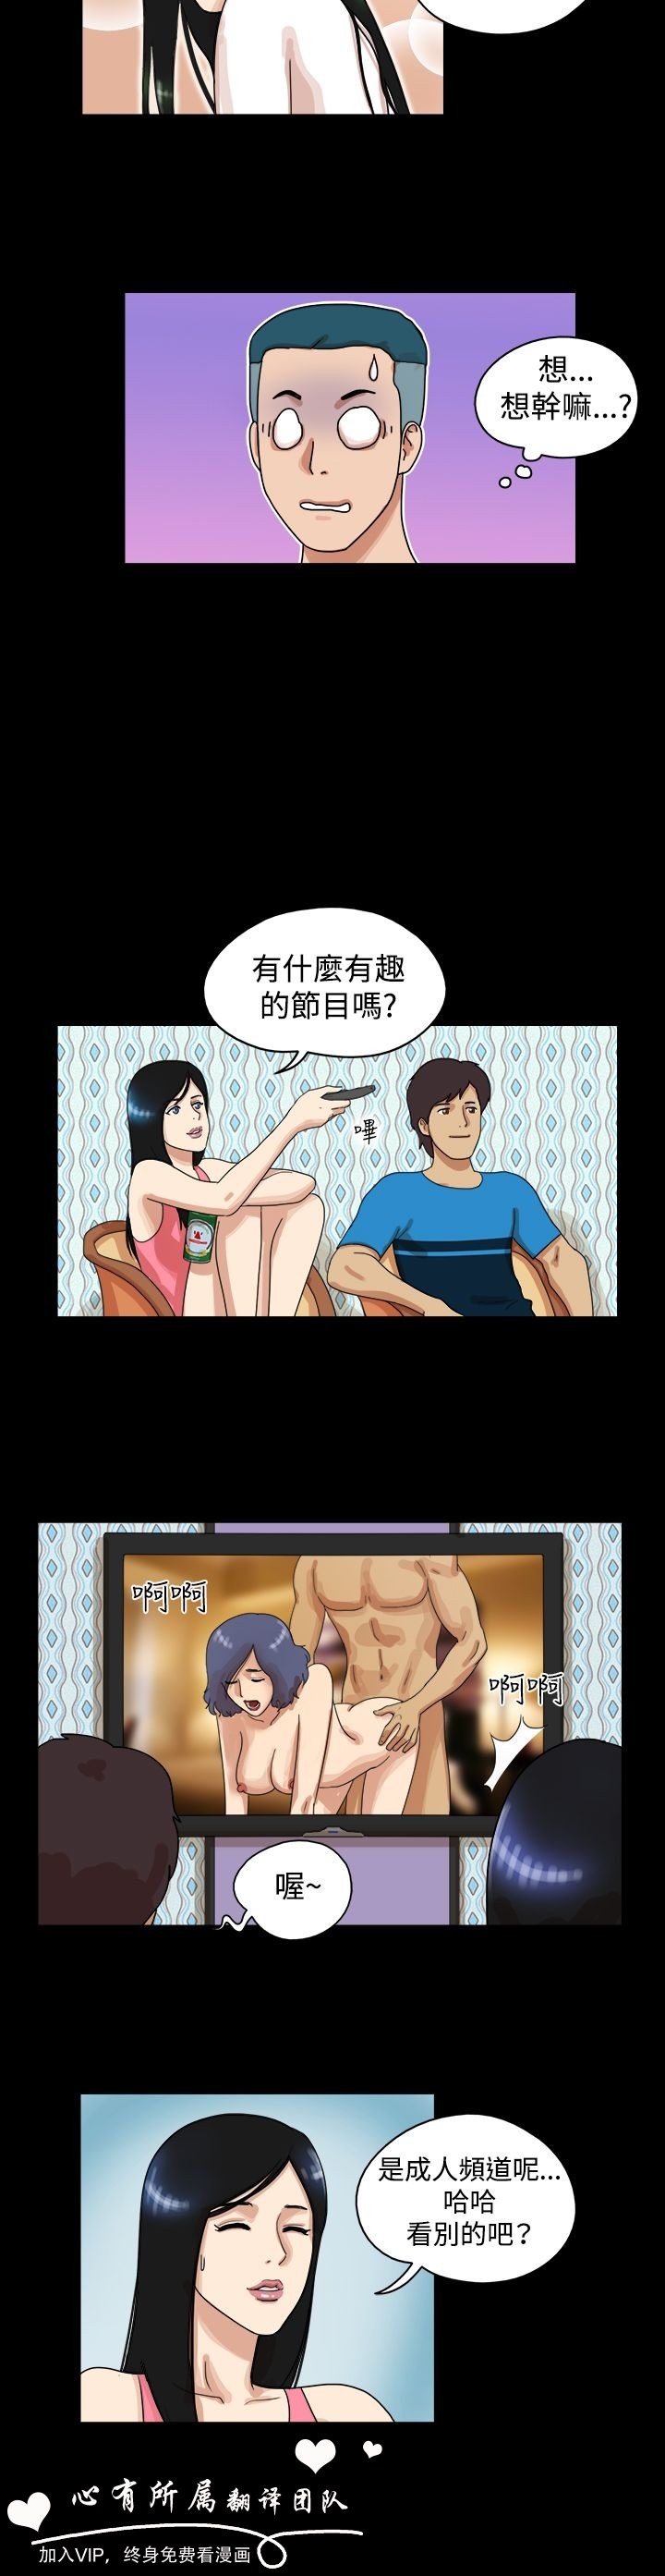 想...
想幹嘛...?
有什麼有趣
的節目嗎?
嗶
啊啊
啊啊
喔~
是成人頻道呢...
哈哈
看別的吧?
心有所属翻译团队
加入VIP，终身免费看漫画